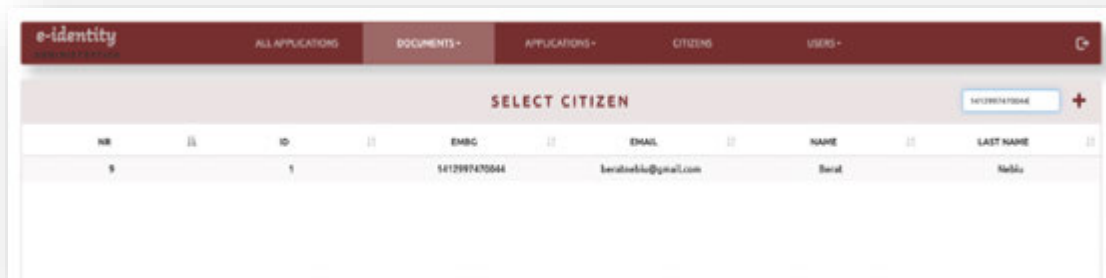 e-identity
ALL APPLICATIONS DOCUMENTS APPLICATIONS CITIZENS USERS
SELECT CITIZEN 1412997470044
NR ID EMBG EMAIL NAME LAST NAME
9 1 1412997470044 beratnebiu@gmail.com Berat Nebiu